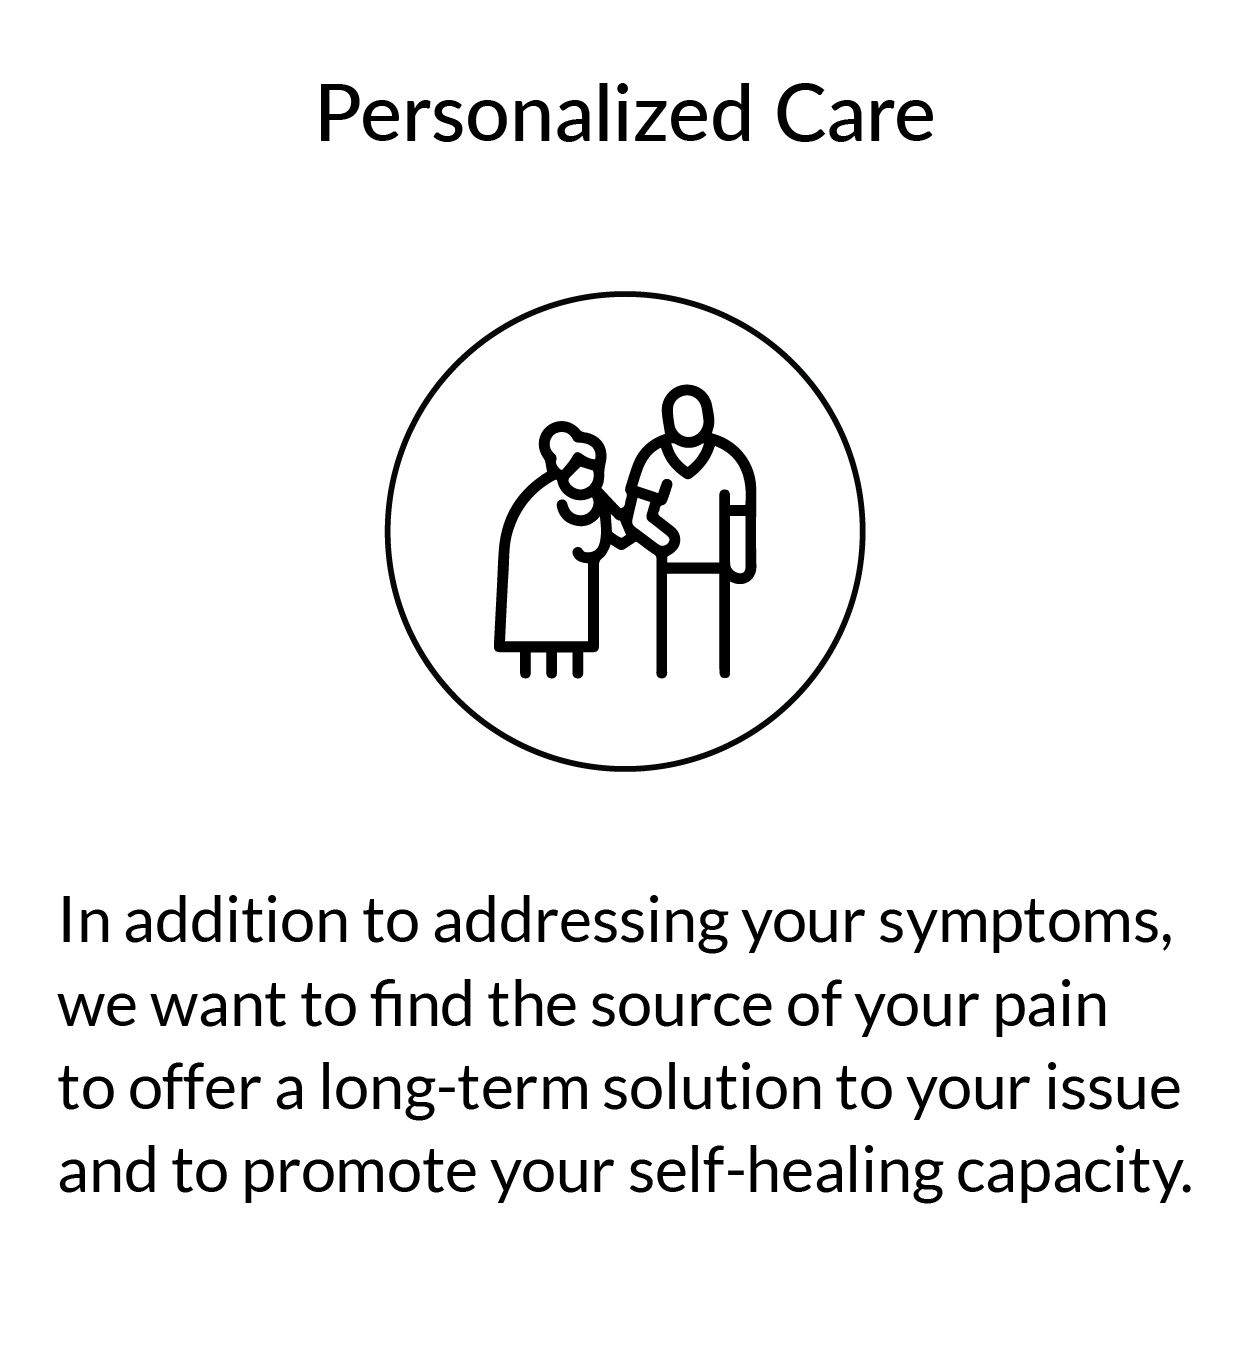 Personalized Care
In addition to addressing your symptoms,
we want to find the source of your pain
to offer a long-term solution to your issue
and to promote your self-healing capacity.